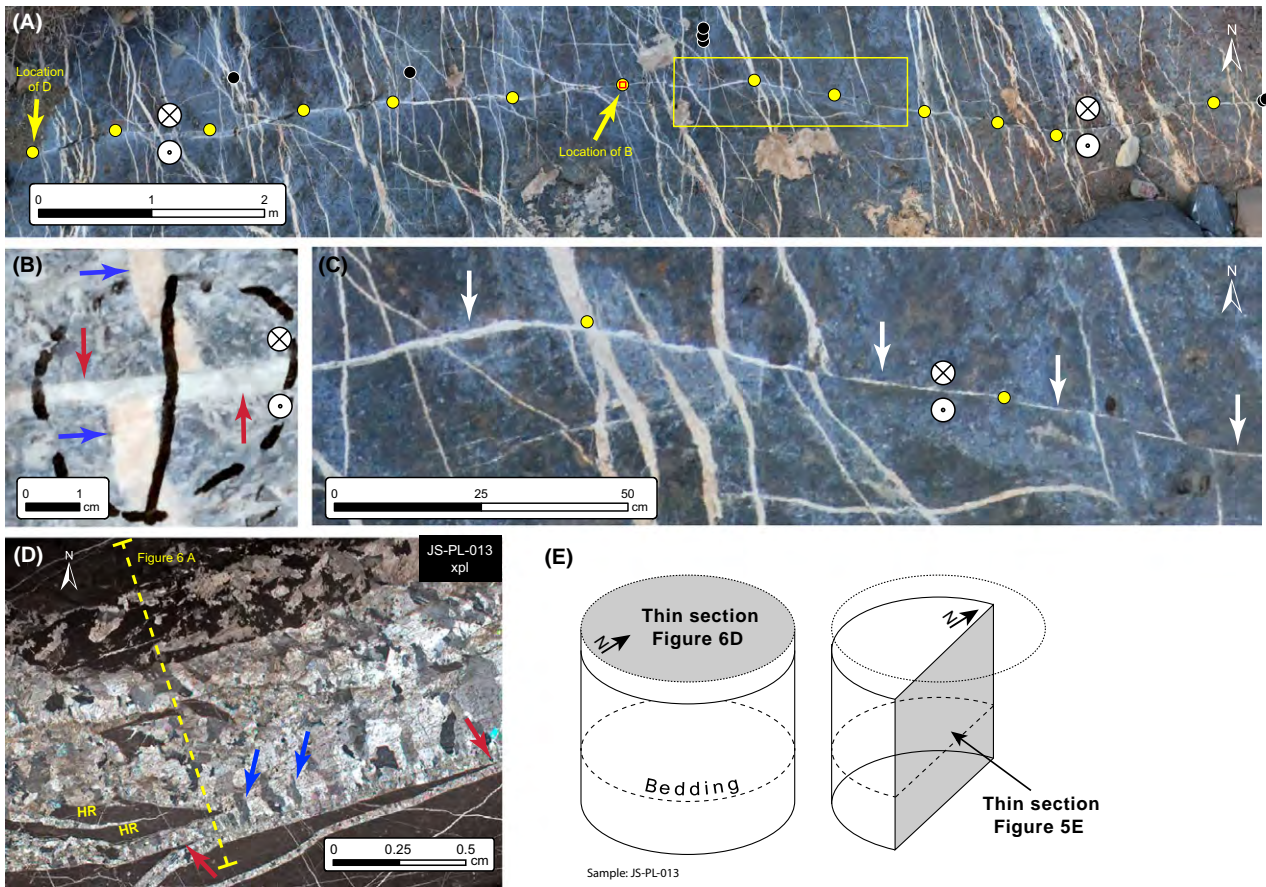 (A)
N
Location
of D
Location of B
0 1 2
m
(B)
0 1
cm
(C)
N
0 25 50
cm
(D)
N
Figure 6 A
JS-PL-013
xpl
HR
HR
0 0.25 0.5
cm
(E)
Thin section
Figure 6D
N
Bedding
N
Thin section
Figure 5E
Sample: JS-PL-013